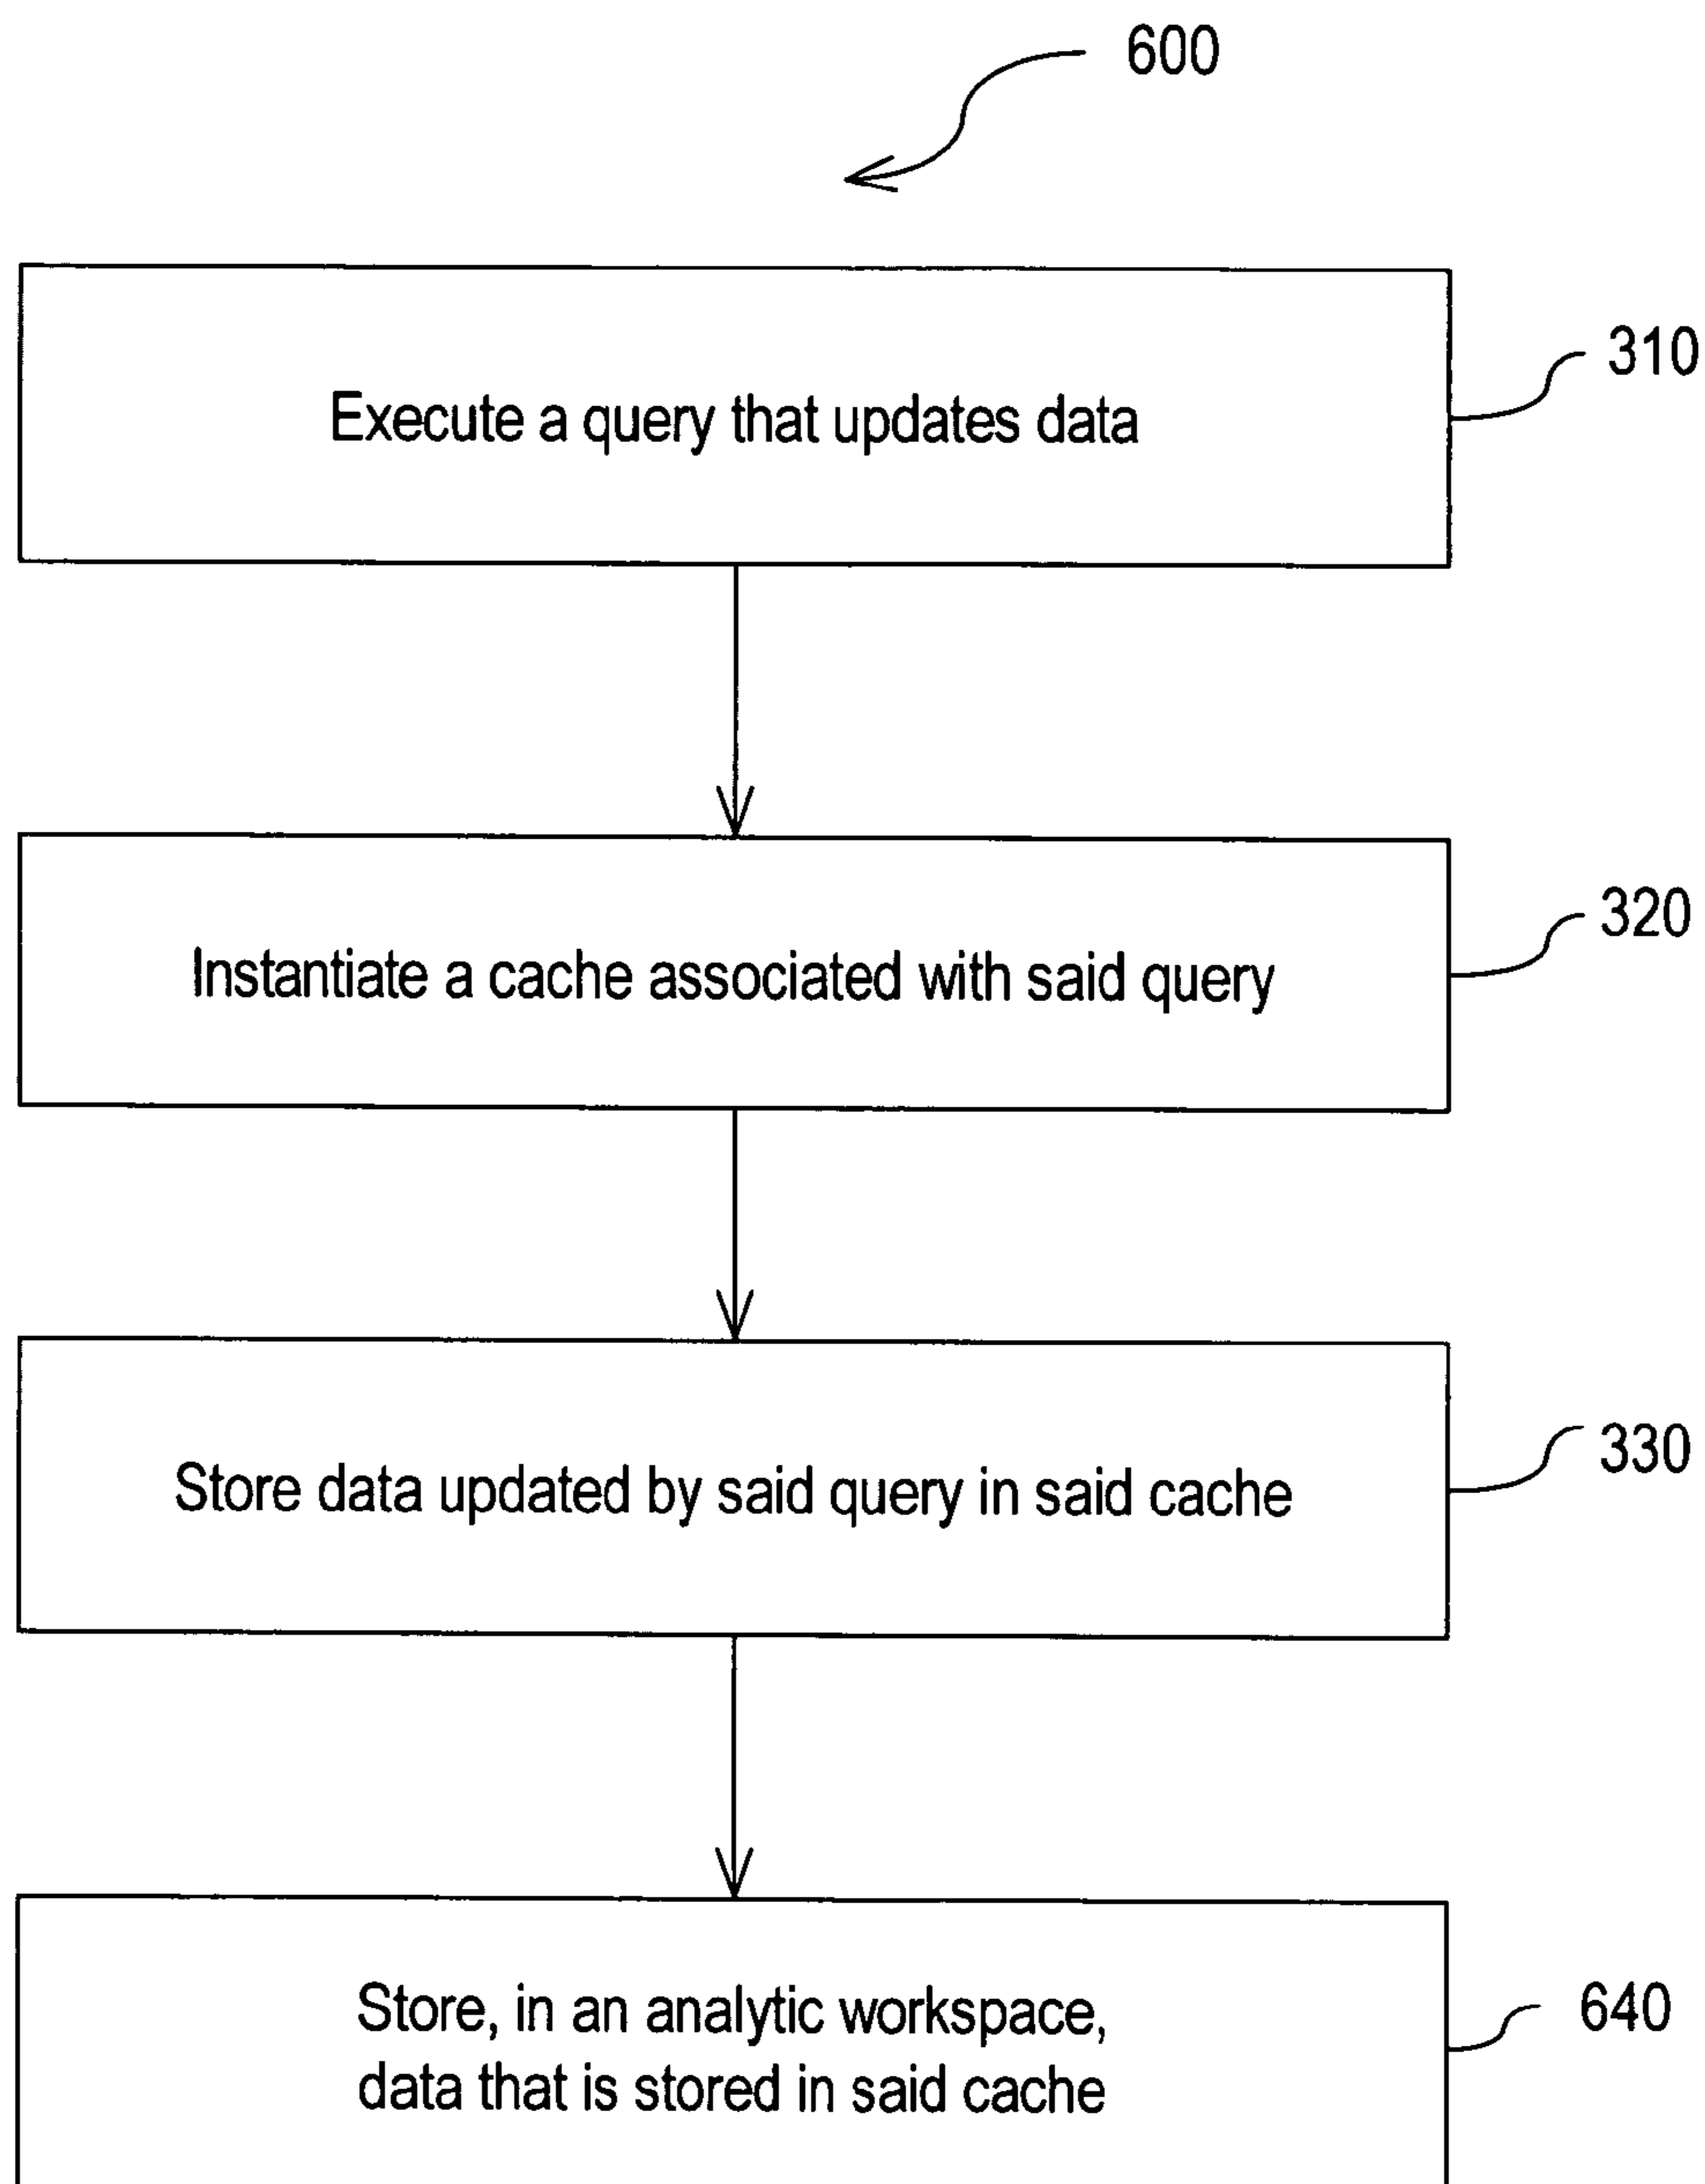 600
Execute a query that updates data
310
Instantiate a cache associated with said query
320
Store data updated by said query in said cache
330
Store, in an analytic workspace,
data that is stored in said cache
640